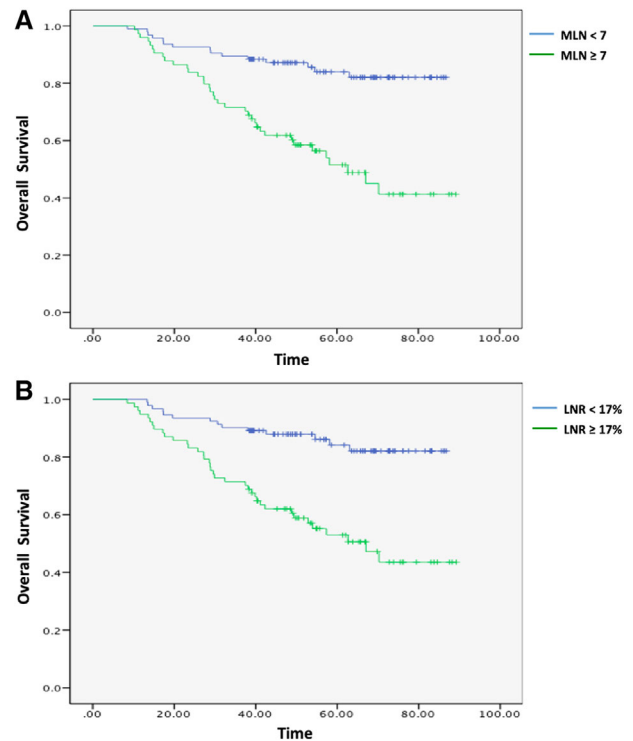 A
MLN < 7
MLN ≥ 7
1.0
0.8
0.6
0.4
0.2
0.0
Overall Survival
.00 20.00 40.00 60.00 80.00 100.00
Time
B
LNR < 17%
LNR ≥ 17%
1.0
0.8
0.6
0.4
0.2
0.0
Overall Survival
.00 20.00 40.00 60.00 80.00 100.00
Time